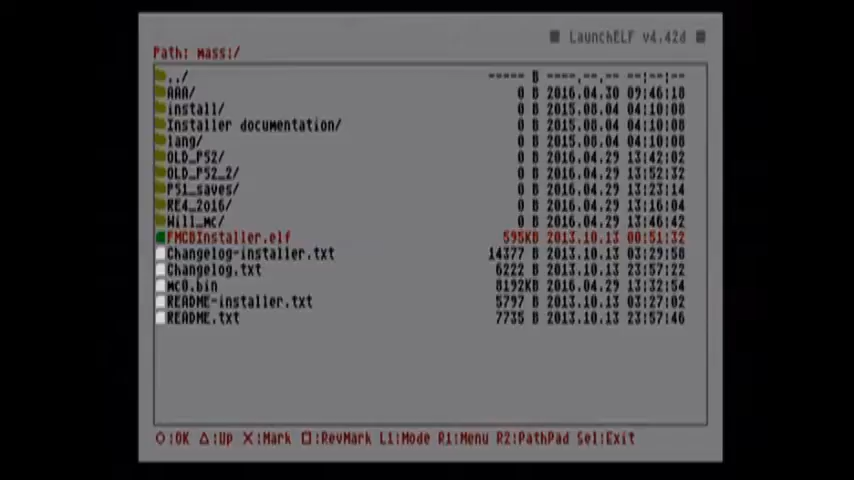 LaunchELF v4.42d
Path: mass:/
../ ----- B ----.--.-- --:--:--
AAA/ 0 B 2016.04.30 09:46:18
install/ 0 B 2015.08.04 04:10:08
Installer documentation/ 0 B 2015.08.04 04:10:08
lang/ 0 B 2015.08.04 04:10:08
OLD_PS2/ 0 B 2016.04.29 13:42:02
OLD_PS2_2/ 0 B 2016.04.29 13:52:32
PS1_saves/ 0 B 2016.04.29 13:23:14
RE4_2016/ 0 B 2016.04.29 13:16:04
Will_MC/ 0 B 2016.04.29 13:46:42
FMCBInstaller.elf 595KB 2013.10.13 00:51:32
Changelog-installer.txt 14377 B 2013.10.13 03:29:58
Changelog.txt 6222 B 2013.10.13 23:57:22
mc0.bin 8192KB 2016.04.29 13:32:54
README-installer.txt 5797 B 2013.10.13 03:27:02
README.txt 7735 B 2013.10.13 23:57:46
○:OK △:Up ✕:Mark □:RevMark L1:Mode R1:Menu R2:PathPad Sel:Exit